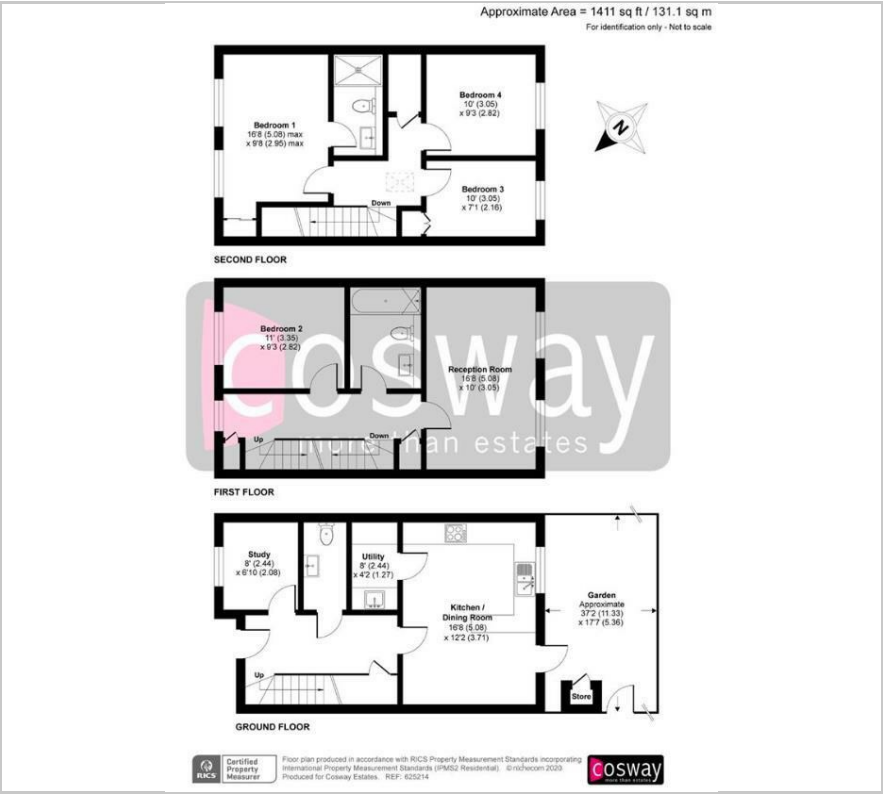 Approximate Area = 1411 sq ft / 131.1 sq m
For identification only - Not to scale
Bedroom 1
16'8 (5.08) max
x 9'8 (2.95) max
Bedroom 4
10' (3.05)
x 9'3 (2.82)
N
Bedroom 3
10' (3.05)
x 7'1 (2.16)
Down
SECOND FLOOR
Bedroom 2
11' (3.35)
x 9'3 (2.82)
Reception Room
16'8 (5.08)
x 10' (3.05)
cosway
more than estates
Up
Down
FIRST FLOOR
Study
8' (2.44)
x 6'10 (2.08)
Utility
8' (2.44)
x 4'2 (1.27)
Kitchen /
Dining Room
16'8 (5.08)
x 12'2 (3.71)
Garden
Approximate
37'2 (11.33)
x 17'7 (5.36)
Up
Store
GROUND FLOOR
RICS
Certified
Property
Measurer
Floor plan produced in accordance with RICS Property Measurement Standards incorporating
International Property Measurement Standards (IPMS2 Residential). © nichecom 2020.
Produced for Cosway Estates. REF: 625214
cosway
more than estates